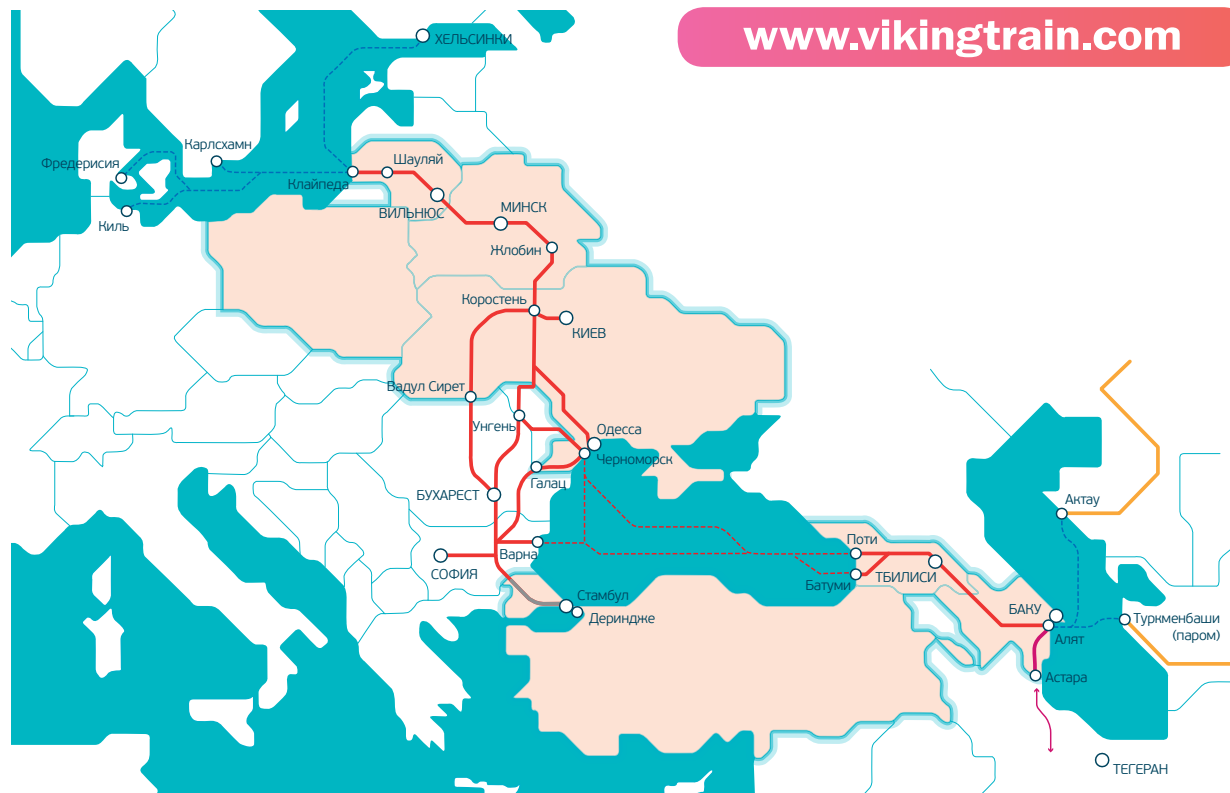 www.vikingtrain.com
ХЕЛЬСИНКИ
Карлсхамн
Фредерисия
Шауляй
Клайпеда
Киль
ВИЛЬНЮС
МИНСК
Жлобин
Коростень
КИЕВ
Вадул Сирет
Унгень
Одесса
Черноморск
Галац
БУХАРЕСТ
Актау
Варна
Поти
СОФИЯ
Батуми
ТБИЛИСИ
Стамбул
Дериндже
БАКУ
Алят
Туркменбаши
(паром)
Астара
ТЕГЕРАН